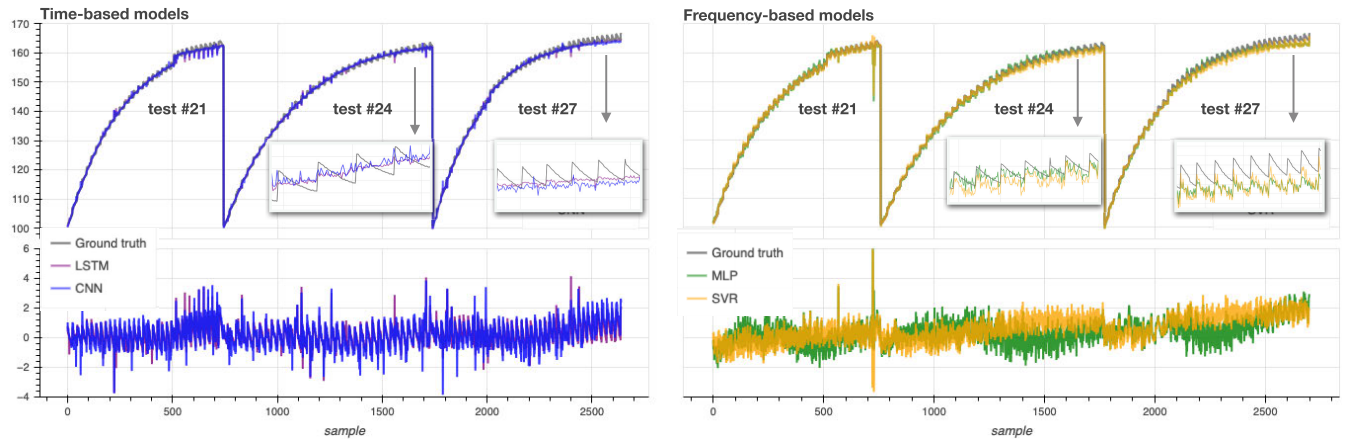 Time-based models
170
160
150
140
130
120
110
100
test #21
test #24
test #27
Ground truth
LSTM
CNN
6
4
2
0
−2
−4
0
500
1000
1500
2000
2500
sample
Frequency-based models
test #21
test #24
test #27
Ground truth
MLP
SVR
0
500
1000
1500
2000
2500
sample